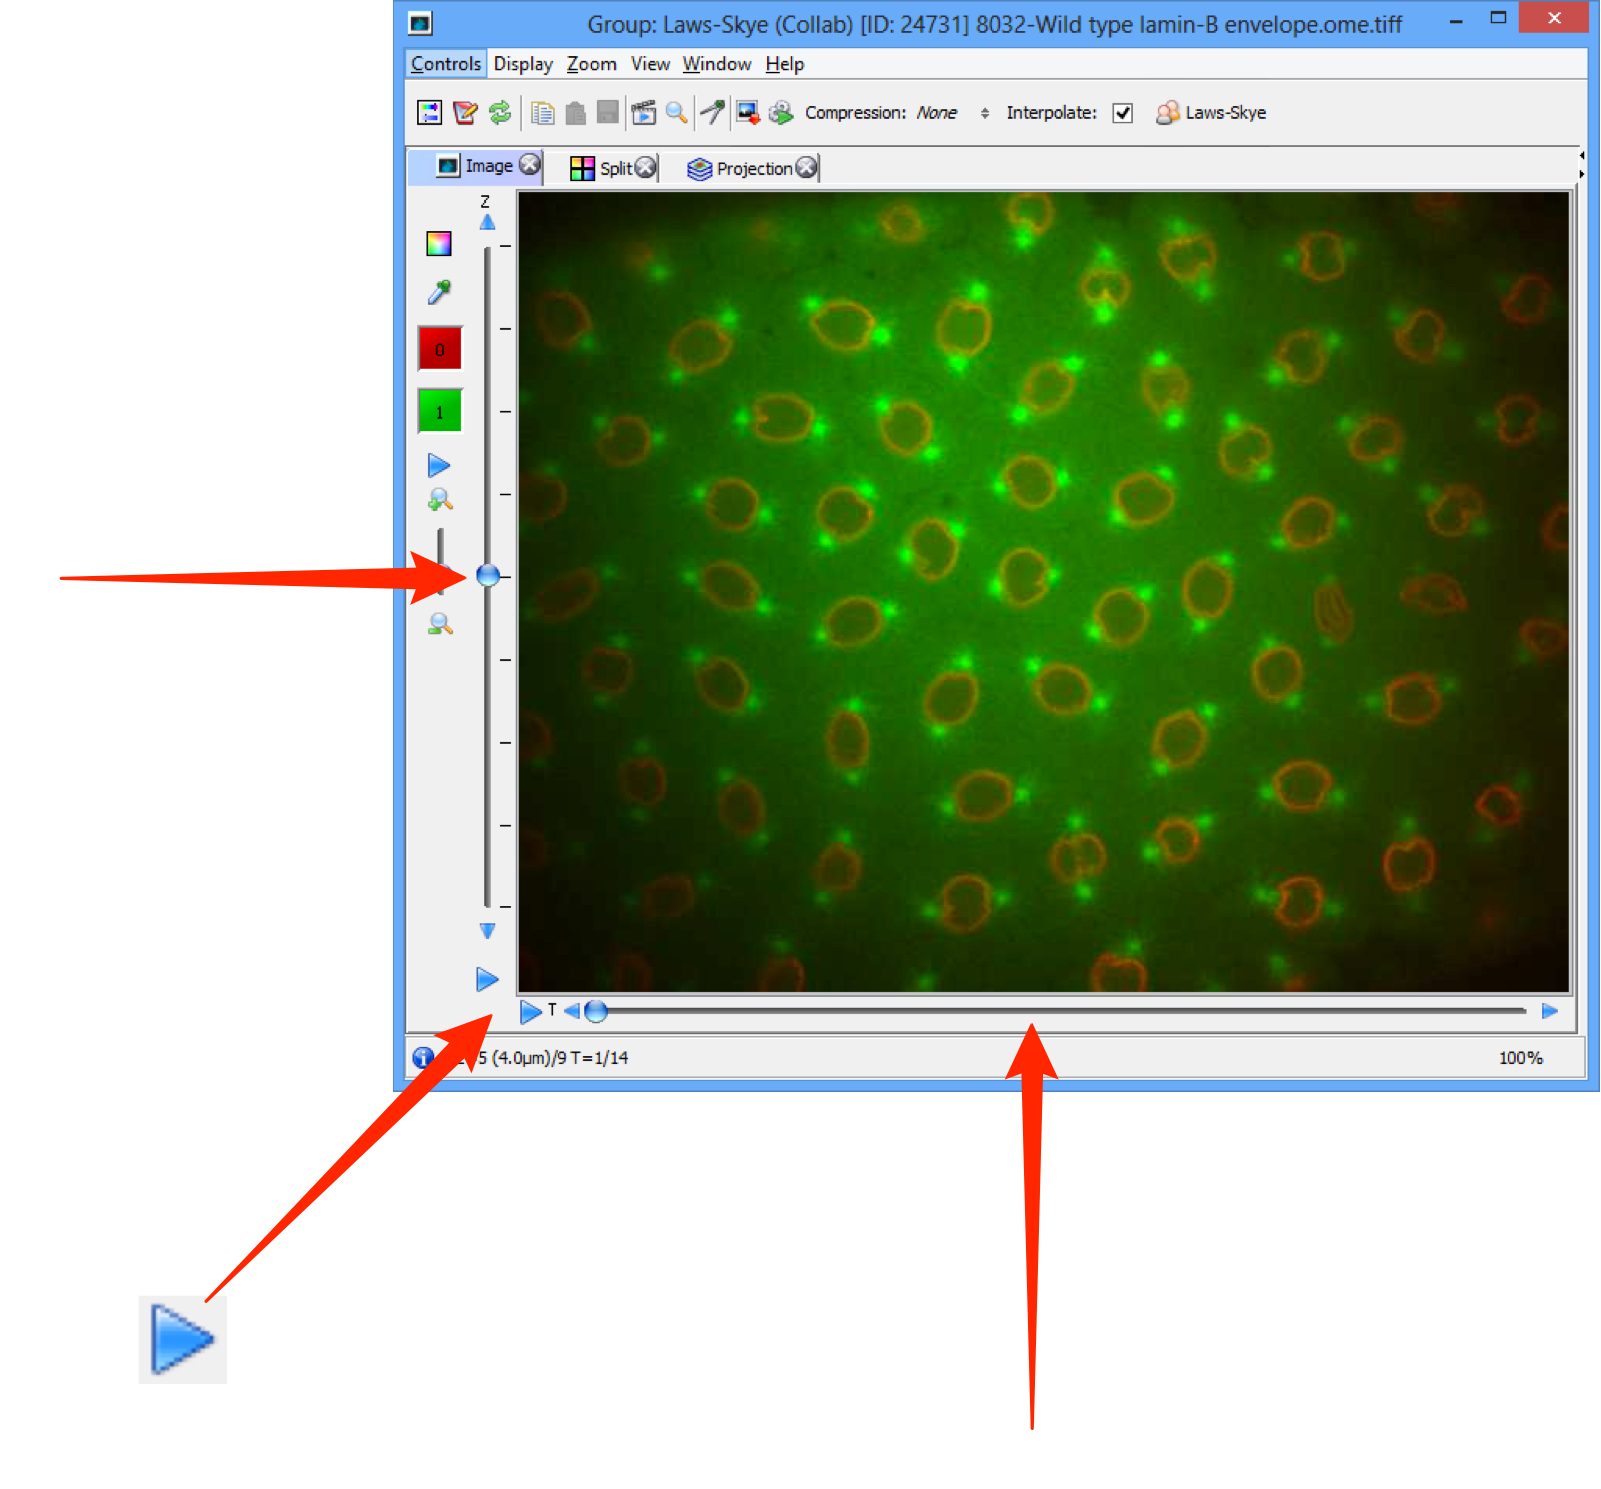 Group: Laws-Skye (Collab) [ID: 24731] 8032-Wild type lamin-B envelope.ome.tiff
Controls Display Zoom View Window Help
Compression: None Interpolate: Laws-Skye
Image Split Projection
Z
0
1
T
5 (4.0µm)/9 T=1/14 100%